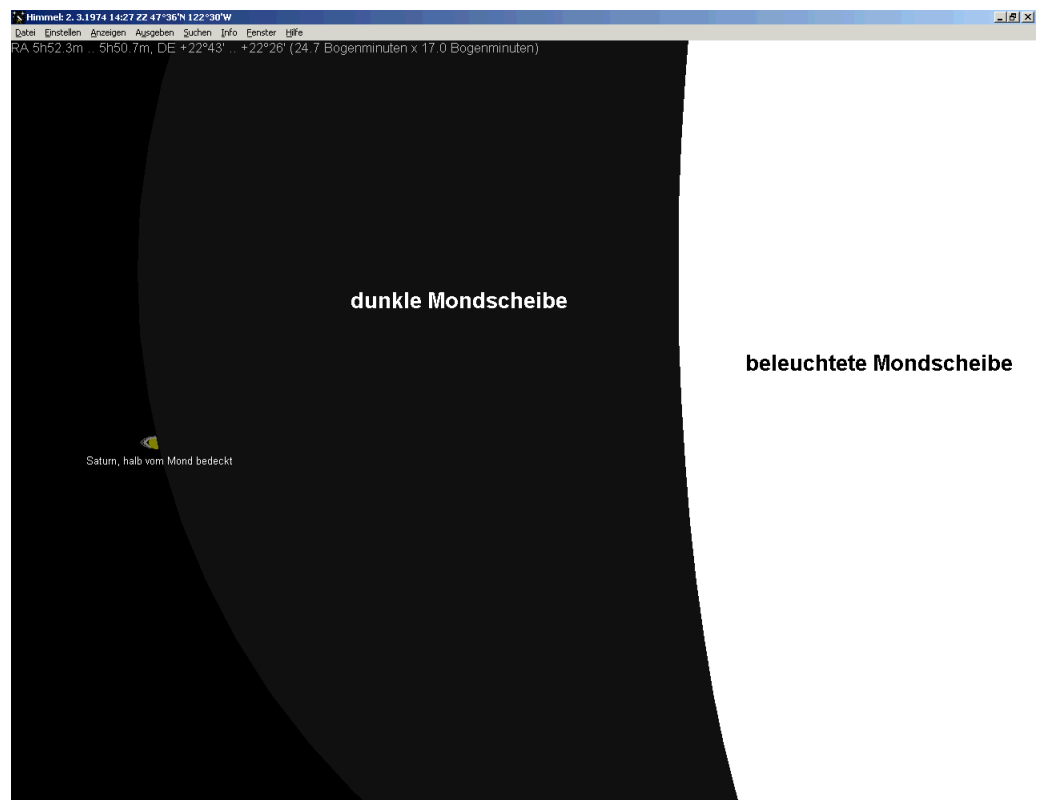 Himmel: 2. 3.1974 14:27 ZZ 47°36'N 122°30'W
Datei Einstellen Anzeigen Ausgeben Suchen Info Fenster Hilfe
RA 5h52.3m .. 5h50.7m, DE +22°43' .. +22°26' (24.7 Bogenminuten x 17.0 Bogenminuten)
dunkle Mondscheibe
beleuchtete Mondscheibe
Saturn, halb vom Mond bedeckt